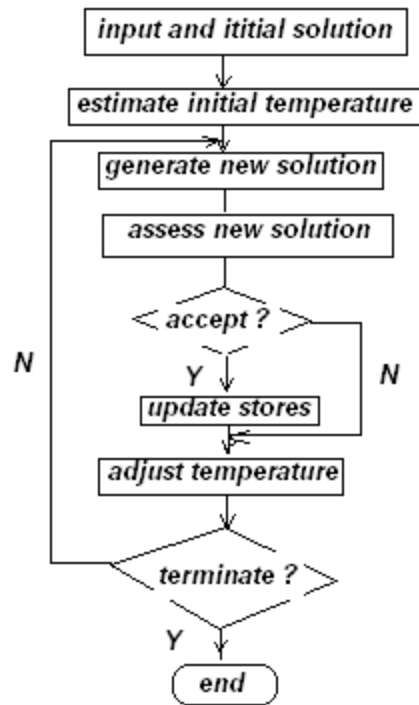 input and ititial solution
estimate initial temperature
generate new solution
assess new solution
accept ?
N
Y
N
update stores
adjust temperature
terminate ?
Y
end